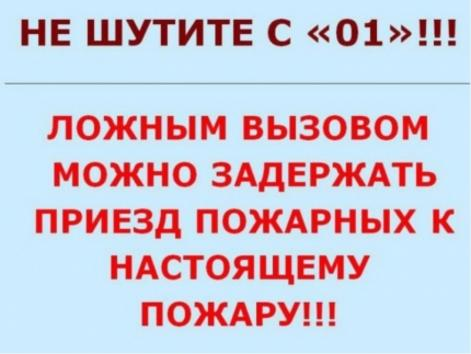 НЕ ШУТИТЕ С «01»!!!
ЛОЖНЫМ ВЫЗОВОМ
МОЖНО ЗАДЕРЖАТЬ
ПРИЕЗД ПОЖАРНЫХ К
НАСТОЯЩЕМУ
ПОЖАРУ!!!